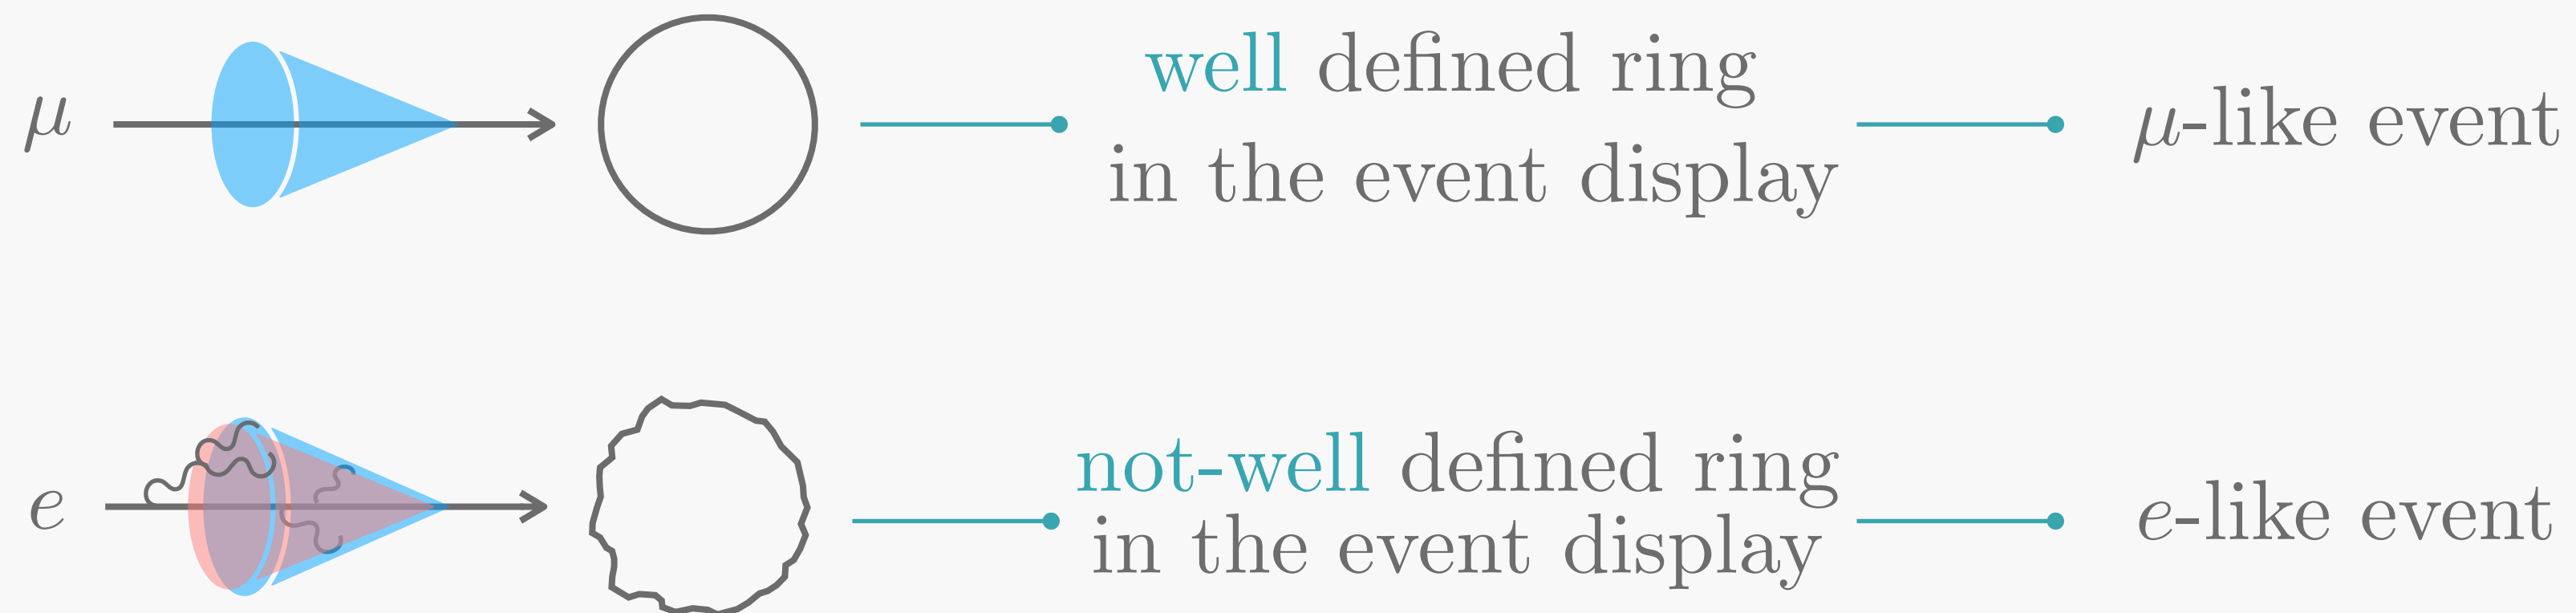 μ
well defined ring
in the event display
μ-like event
e
not-well defined ring
in the event display
e-like event